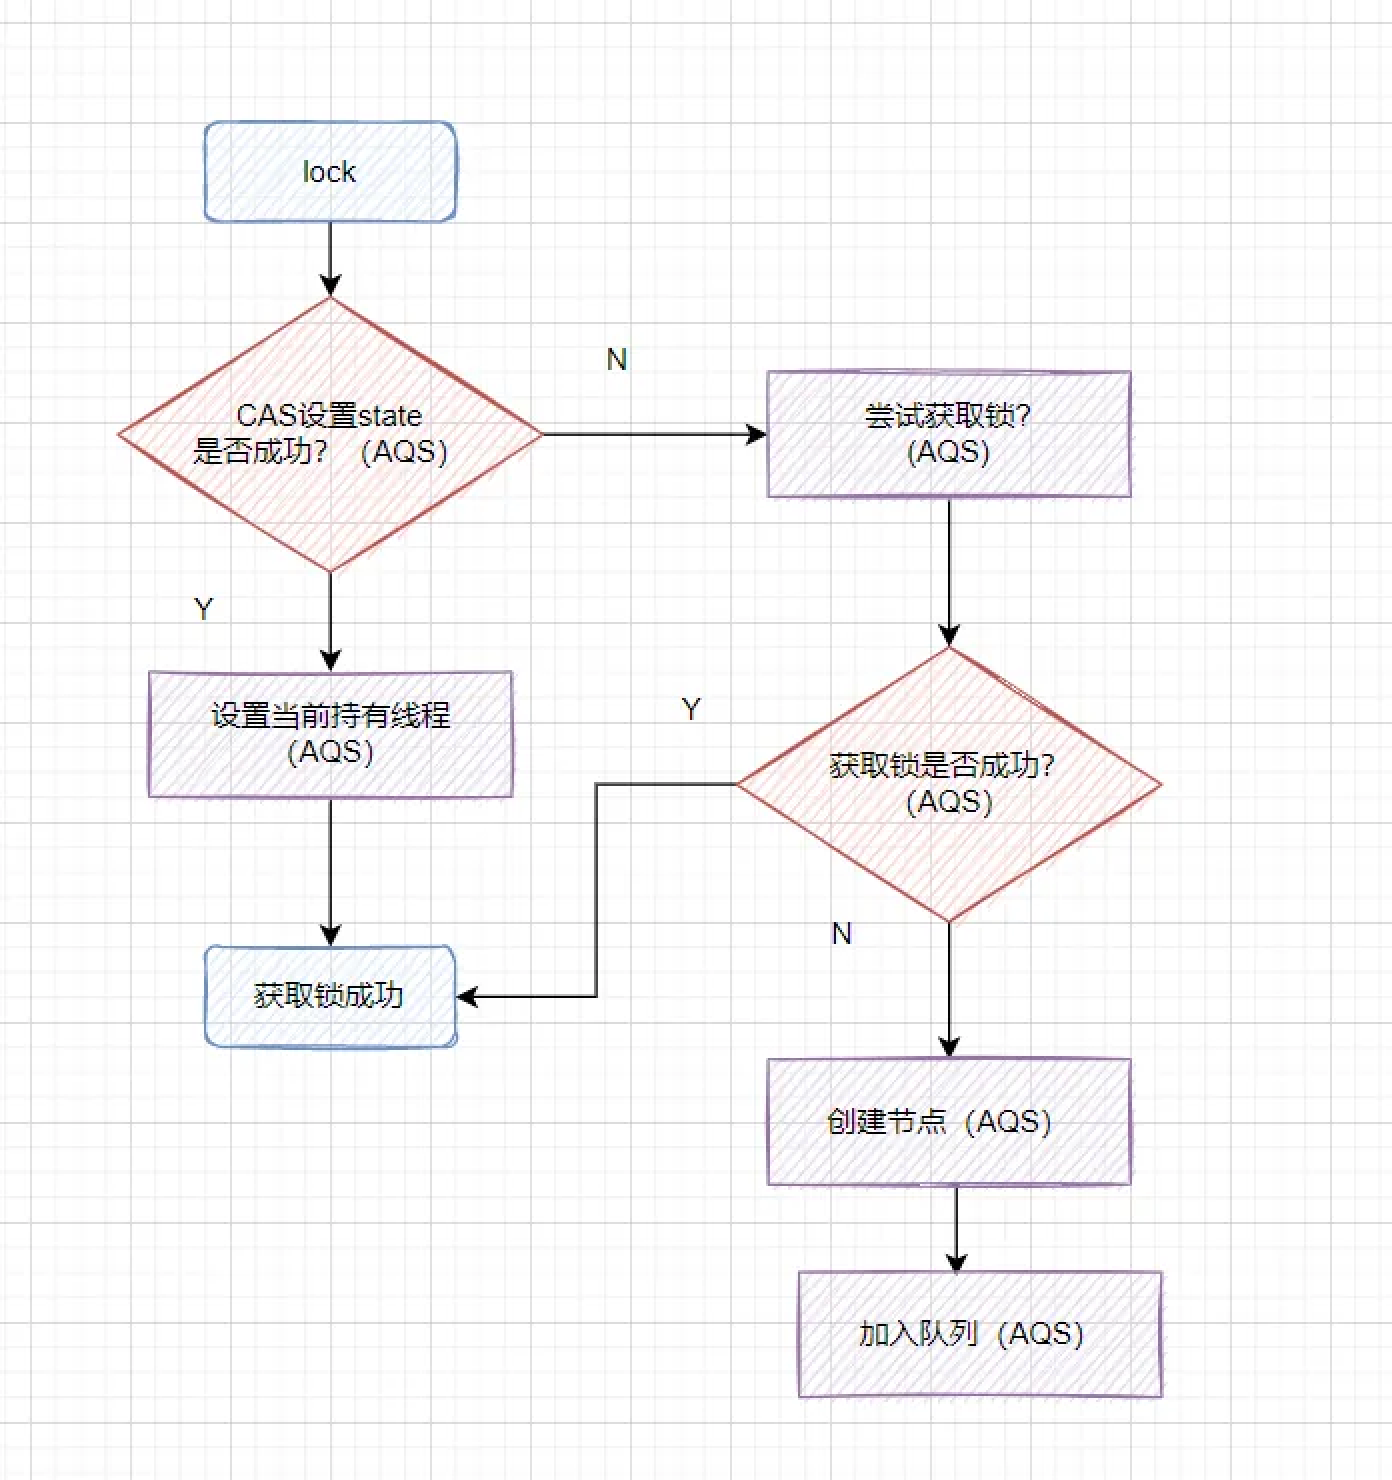 lock
CAS设置state
是否成功？ （AQS）
N
尝试获取锁？
(AQS)
Y
设置当前持有线程
（AQS）
Y
获取锁是否成功？
（AQS）
N
获取锁成功
创建节点（AQS）
加入队列（AQS）